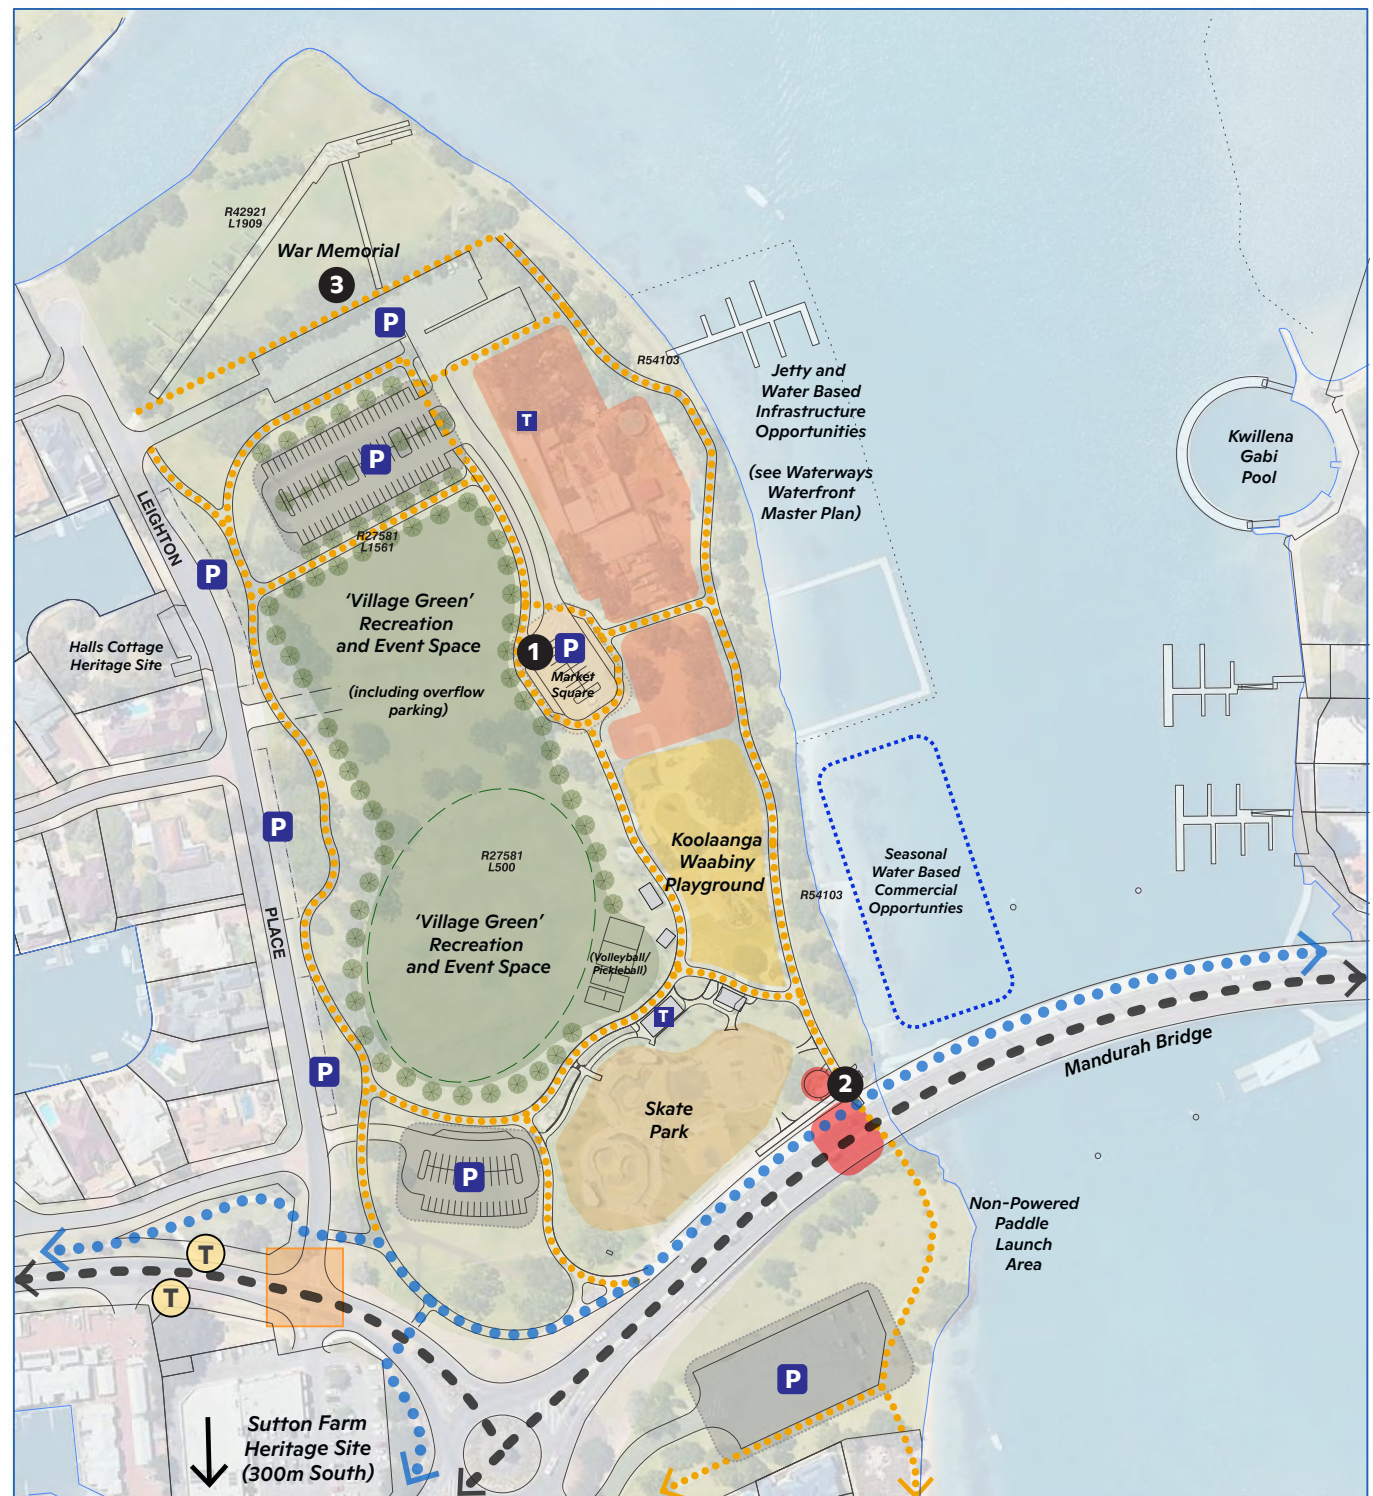 R42921
L1909
War Memorial
3
P
R54103
Jetty and
Water Based
Infrastructure
Opportunities
(see Waterways
Waterfront
Master Plan)
T
P
Kwillena
Gabi
Pool
LEIGHTON
R27581
L1561
P
'Village Green'
Recreation
and Event Space
(including overflow
parking)
Halls Cottage
Heritage Site
1
P
Market
Square
P
Koolaanga
Waabiny
Playground
R27581
L500
Seasonal
Water Based
Commercial
Opportunties
R54103
PLACE
'Village Green'
Recreation
and Event Space
(Volleyball/
Pickleball)
T
Mandurah Bridge
P
2
Skate
Park
P
Non-Powered
Paddle
Launch
Area
T
T
P
Sutton Farm
Heritage Site
(300m South)